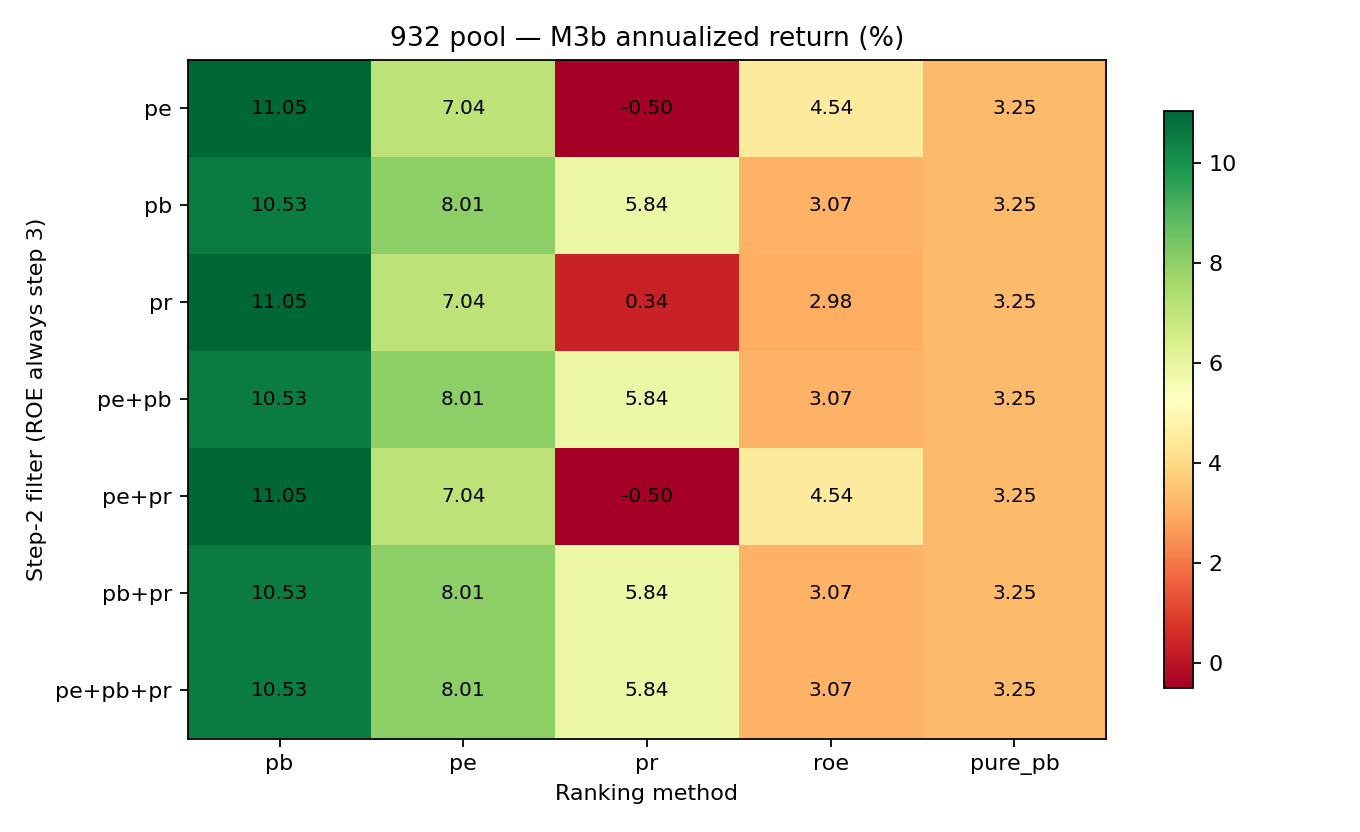 932 pool — M3b annualized return (%)
Step-2 filter (ROE always step 3)
pe 11.05 7.04 -0.50 4.54 3.25
pb 10.53 8.01 5.84 3.07 3.25
pr 11.05 7.04 0.34 2.98 3.25
pe+pb 10.53 8.01 5.84 3.07 3.25
pe+pr 11.05 7.04 -0.50 4.54 3.25
pb+pr 10.53 8.01 5.84 3.07 3.25
pe+pb+pr 10.53 8.01 5.84 3.07 3.25
pb pe pr roe pure_pb
Ranking method
10
8
6
4
2
0